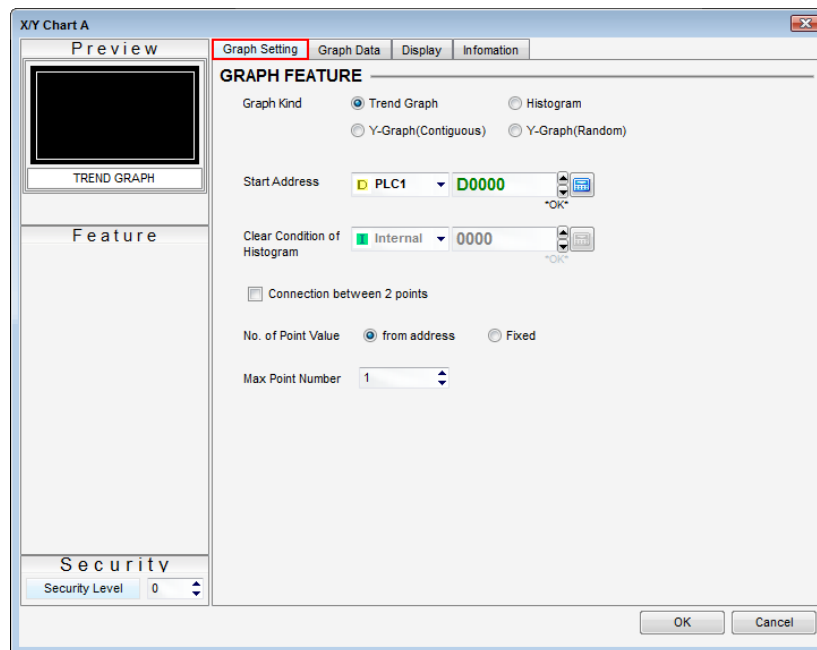 X/Y Chart A
Preview
TREND GRAPH
Feature
Security
Security Level 0
Graph Setting Graph Data Display Infomation
GRAPH FEATURE
Graph Kind Trend Graph Histogram
Y-Graph(Contiguous) Y-Graph(Random)
Start Address D PLC1 D0000
*OK*
Clear Condition of I Internal 0000
Histogram
*OK*
Connection between 2 points
No. of Point Value from address Fixed
Max Point Number 1
OK Cancel